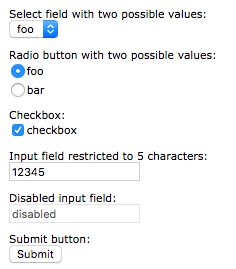 Select field with two possible values:
foo
Radio button with two possible values:
foo
bar
Checkbox:
checkbox
Input field restricted to 5 characters:
12345
Disabled input field:
disabled
Submit button:
Submit